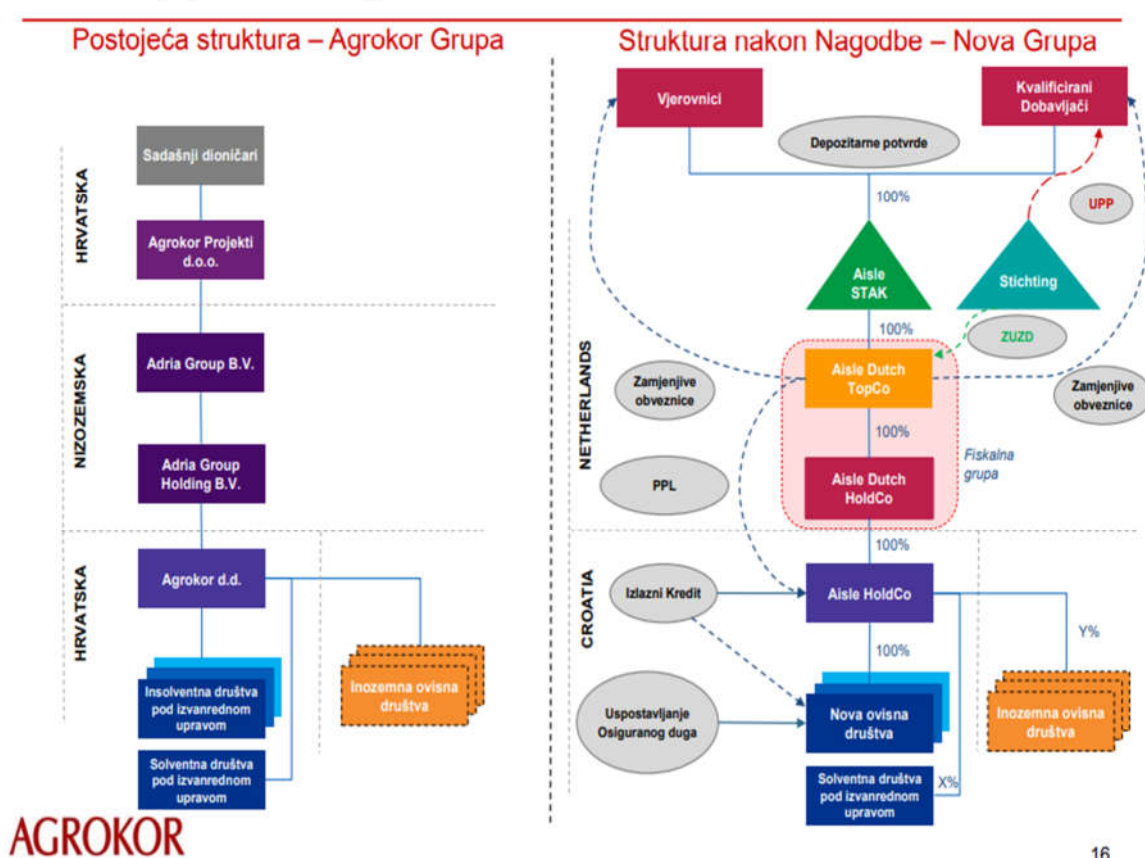 Postojeća struktura – Agrokor Grupa
HRVATSKA
Sadašnji dioničari
Agrokor Projekti
d.o.o.
NIZOZEMSKA
Adria Group B.V.
Adria Group
Holding B.V.
HRVATSKA
Agrokor d.d.
Insolventna društva
pod izvanrednom
upravom
Inozemna ovisna
društva
Solventna društva
pod izvanrednom
upravom
Struktura nakon Nagodbe – Nova Grupa
Vjerovnici
Kvalificirani
Dobavljači
Depozitarne potvrde
100%
UPP
NETHERLANDS
Aisle
STAK
Stichting
100%
ZUZD
Zamjenjive
obveznice
Aisle Dutch
TopCo
Zamjenjive
obveznice
100%
Fiskalna
grupa
PPL
Aisle Dutch
HoldCo
100%
CROATIA
Izlazni Kredit
Aisle HoldCo
Y%
100%
Uspostavljanje
Osiguranog duga
Nova ovisna
društva
Inozemna ovisna
društva
Solventna društva
pod izvanrednom
upravom
X%
AGROKOR
16